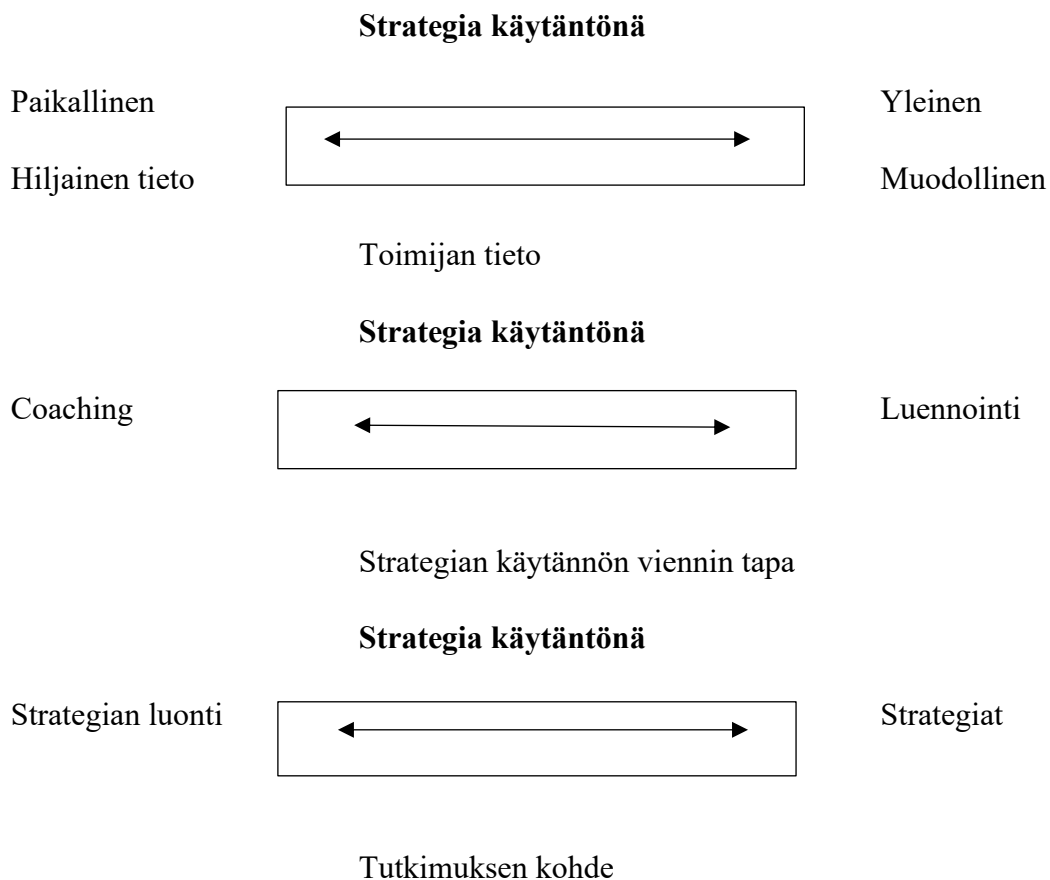 Strategia käytäntönä
Paikallinen Yleinen
Hiljainen tieto Muodollinen
Toimijan tieto
Strategia käytäntönä
Coaching Luennointi
Strategian käytännön viennin tapa
Strategia käytäntönä
Strategian luonti Strategiat
Tutkimuksen kohde